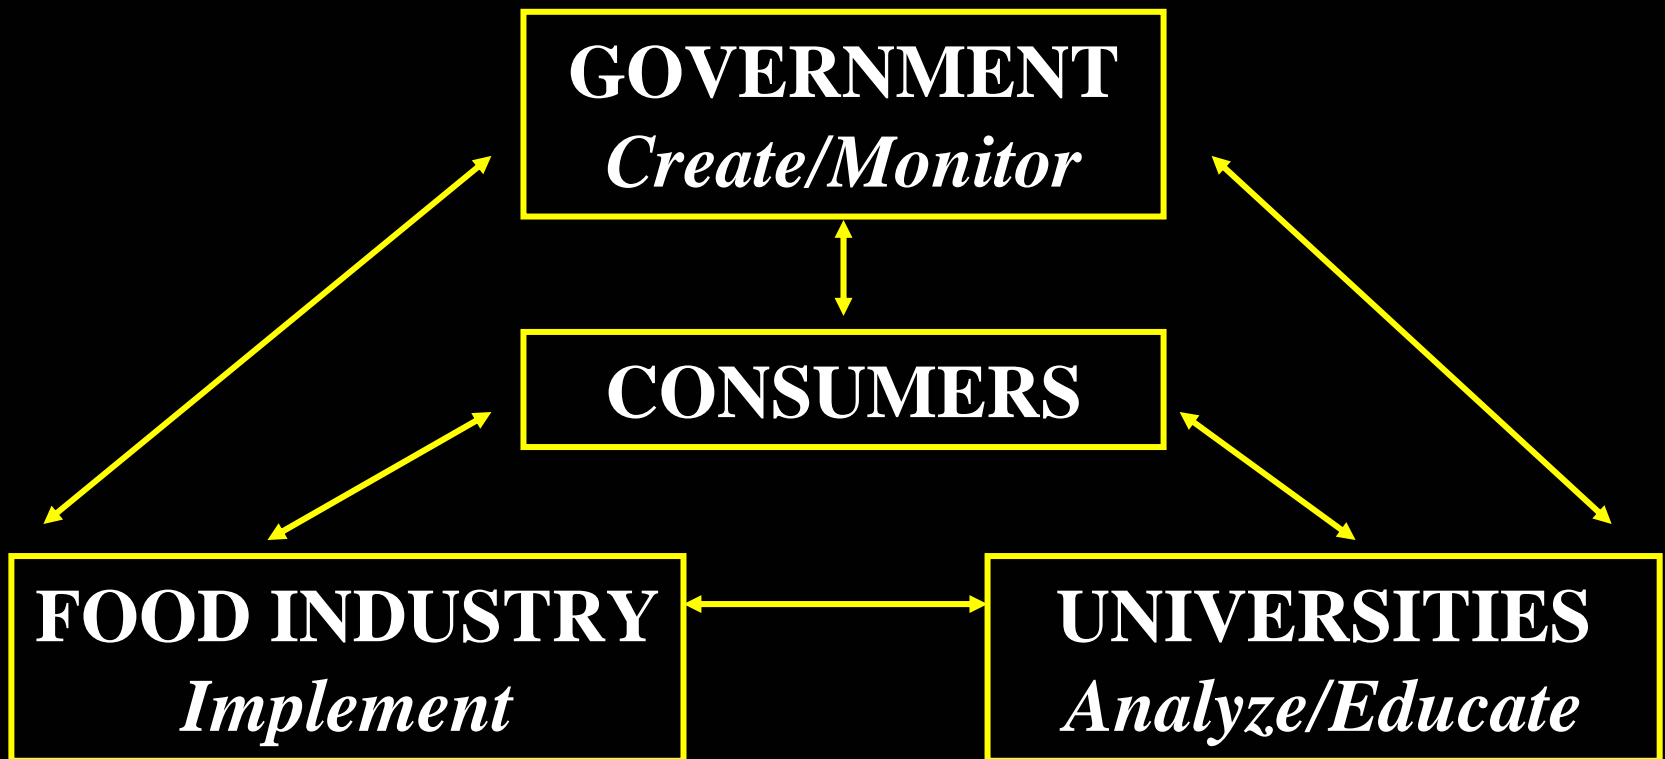 GOVERNMENT
Create/Monitor
CONSUMERS
FOOD INDUSTRY
Implement
UNIVERSITIES
Analyze/Educate